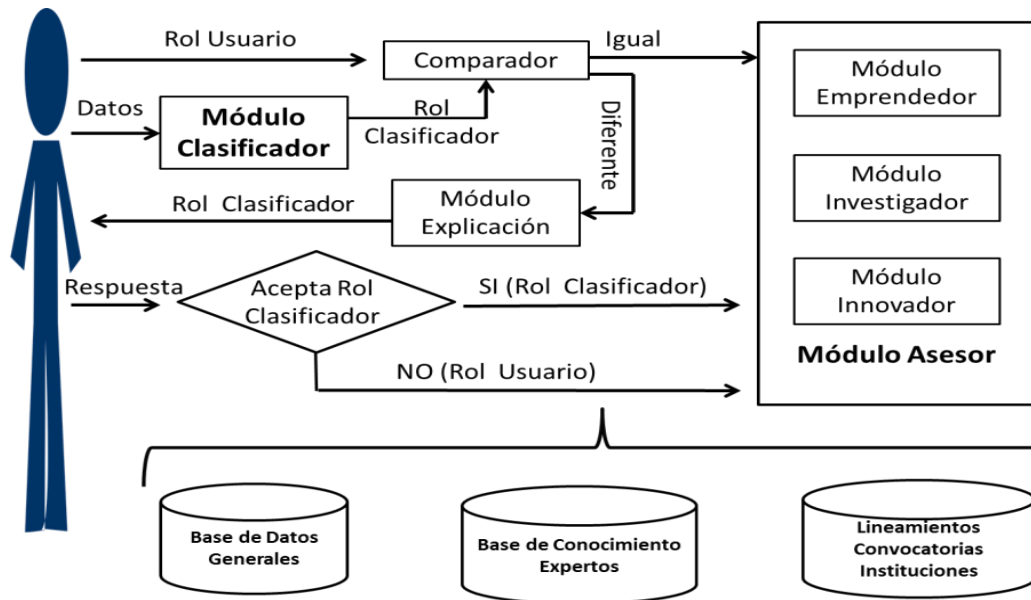 Rol Usuario
Comparador
Igual
Datos
Módulo
Clasificador
Rol
Clasificador
Diferente
Módulo
Emprendedor
Módulo
Investigador
Módulo
Innovador
Módulo Asesor
Rol Clasificador
Módulo
Explicación
Respuesta
Acepta Rol
Clasificador
SI (Rol Clasificador)
NO (Rol Usuario)
Base de Datos
Generales
Base de Conocimiento
Expertos
Lineamientos
Convocatorias
Instituciones